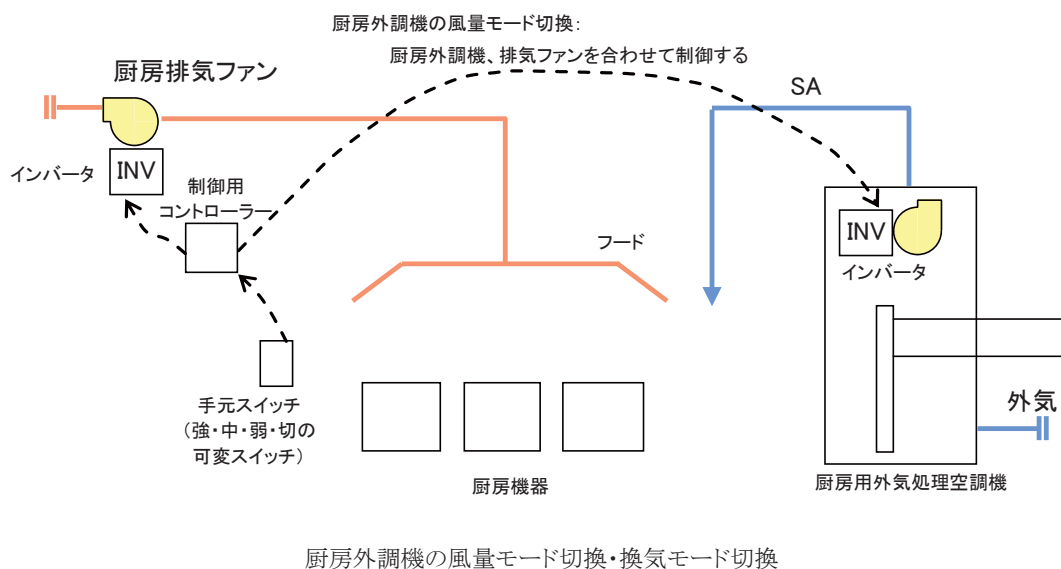 厨房外調機の風量モード切換:
厨房外調機、排気ファンを合わせて制御する
厨房排気ファン
SA
インバータ
INV
制御用
コントローラー
フード
INV
インバータ
手元スイッチ
(強・中・弱・切の
可変スイッチ)
厨房機器
外気
厨房用外気処理空調機
厨房外調機の風量モード切換・換気モード切換